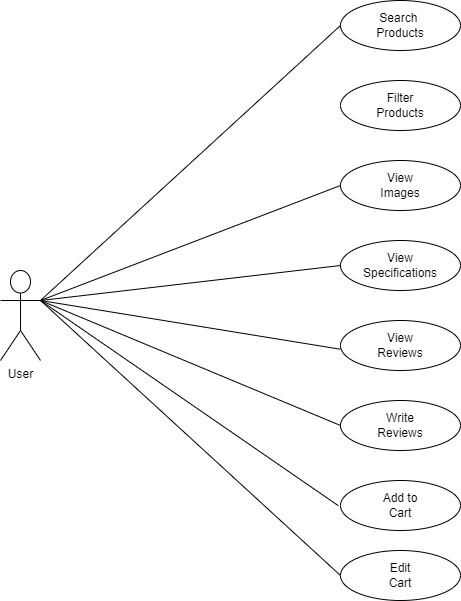 Search
Products
Filter
Products
View
Images
View
Specifications
View
Reviews
Write
Reviews
Add to
Cart
Edit
Cart
User